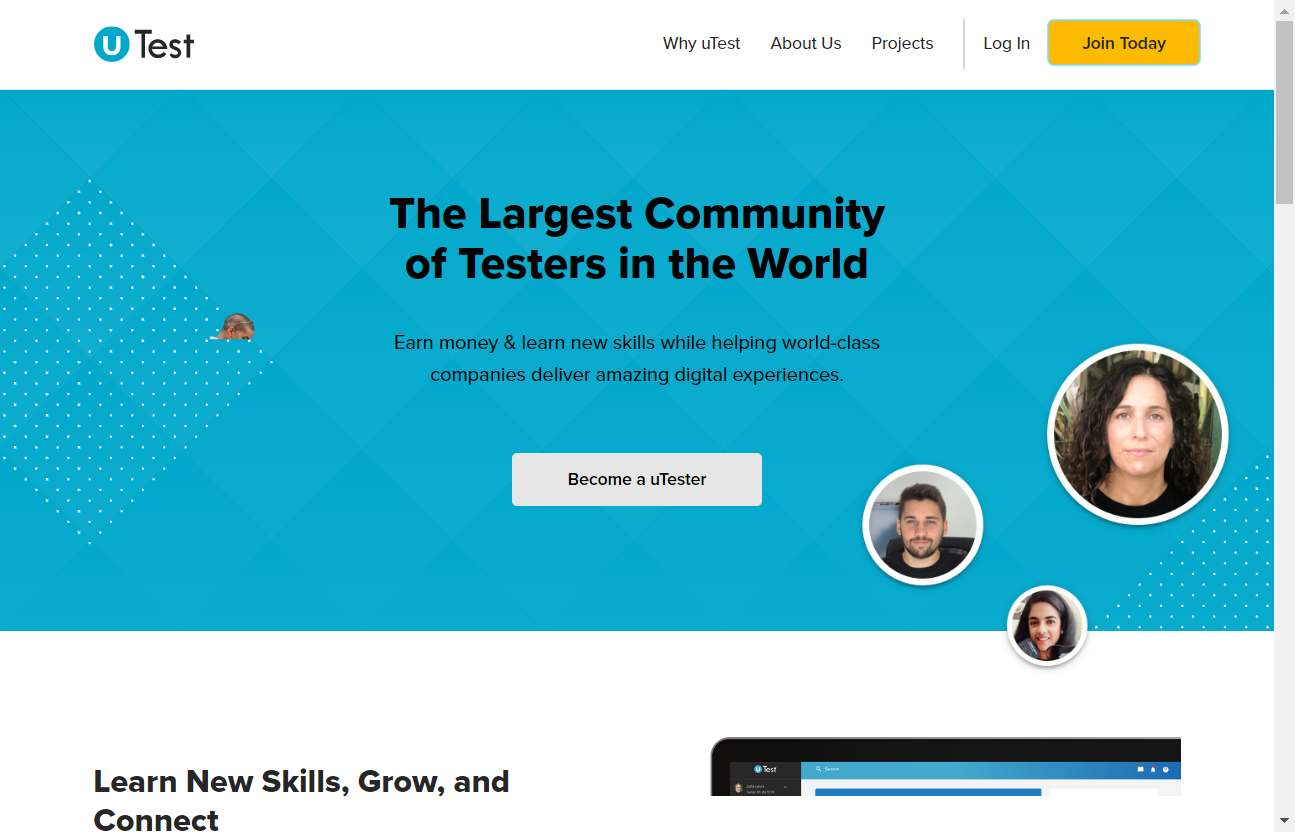 u Test
Why uTest
About Us
Projects
Log In
Join Today
The Largest Community
of Testers in the World
Earn money & learn new skills while helping world-class
companies deliver amazing digital experiences.
Become a uTester
Learn New Skills, Grow, and
Connect
u Test
Search